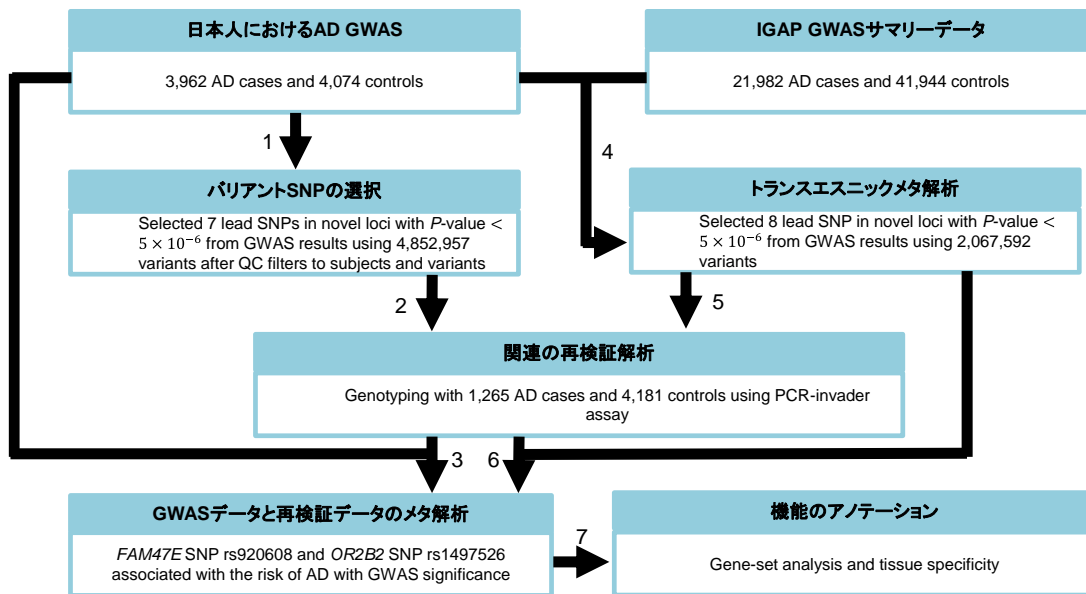 日本人におけるAD GWAS
3,962 AD cases and 4,074 controls
IGAP GWASサマリーデータ
21,982 AD cases and 41,944 controls
1
4
バリアントSNPの選択
Selected 7 lead SNPs in novel loci with P-value <
5 × 10⁻⁶ from GWAS results using 4,852,957
variants after QC filters to subjects and variants
トランスエスニックメタ解析
Selected 8 lead SNP in novel loci with P-value <
5 × 10⁻⁶ from GWAS results using 2,067,592
variants
2
5
関連の再検証解析
Genotyping with 1,265 AD cases and 4,181 controls using PCR-invader
assay
3
6
GWASデータと再検証データのメタ解析
FAM47E SNP rs920608 and OR2B2 SNP rs1497526
associated with the risk of AD with GWAS significance
7
機能のアノテーション
Gene-set analysis and tissue specificity